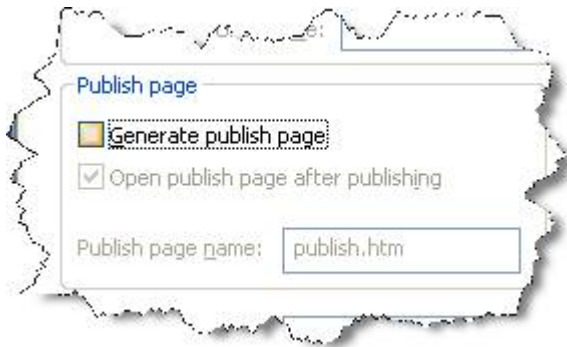 Publish page
Generate publish page
Open publish page after publishing
Publish page name: publish.htm